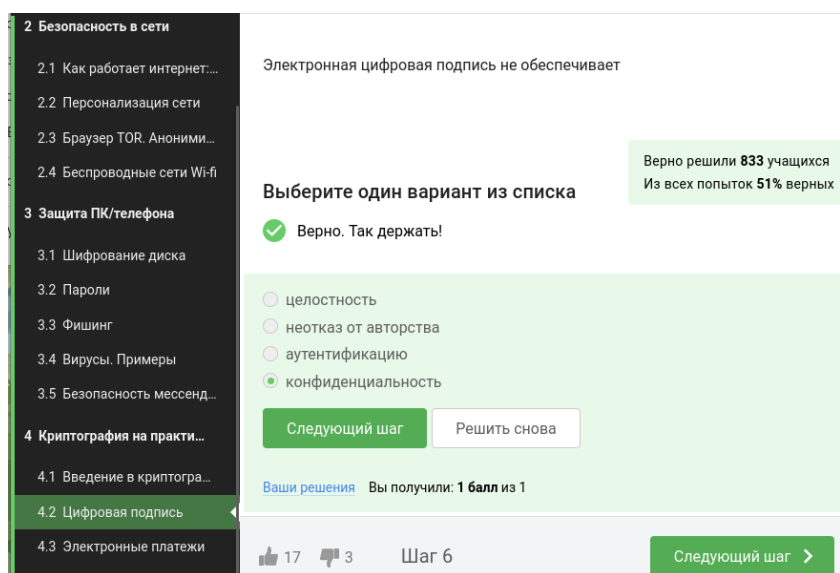 2 Безопасность в сети
2.1 Как работает интернет:...
2.2 Персонализация сети
2.3 Браузер TOR. Аноними...
2.4 Беспроводные сети Wi-fi
3 Защита ПК/телефона
3.1 Шифрование диска
3.2 Пароли
3.3 Фишинг
3.4 Вирусы. Примеры
3.5 Безопасность мессенд...
4 Криптография на практи...
4.1 Введение в криптогра...
4.2 Цифровая подпись
4.3 Электронные платежи
Электронная цифровая подпись не обеспечивает
Верно решили 833 учащихся
Из всех попыток 51% верных
Выберите один вариант из списка
Верно. Так держать!
целостность
неотказ от авторства
аутентификацию
конфиденциальность
Следующий шаг
Решить снова
Ваши решения Вы получили: 1 балл из 1
17 3 Шаг 6
Следующий шаг